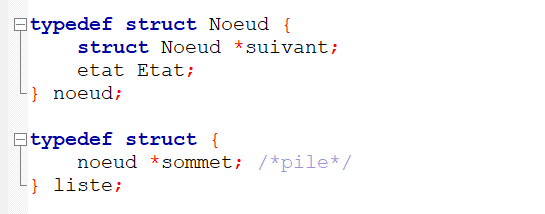 typedef struct Noeud {
struct Noeud *suivant;
etat Etat;
} noeud;
typedef struct {
noeud *sommet; /*pile*/
} liste;